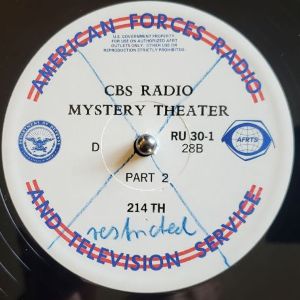 AMERICAN FORCES RADIO
U.S. GOVERNMENT PROPERTY
FOR USE ON AUTHORIZED AFRT
OUTLETS ONLY. OTHER USE OR
REPRODUCTION STRICTLY PROHIBITED.
CBS RADIO
MYSTERY THEATER
RU 30-1
D
28B
AFRTS
PART 2
214 TH
restricted
AND TELEVISION SERVICE